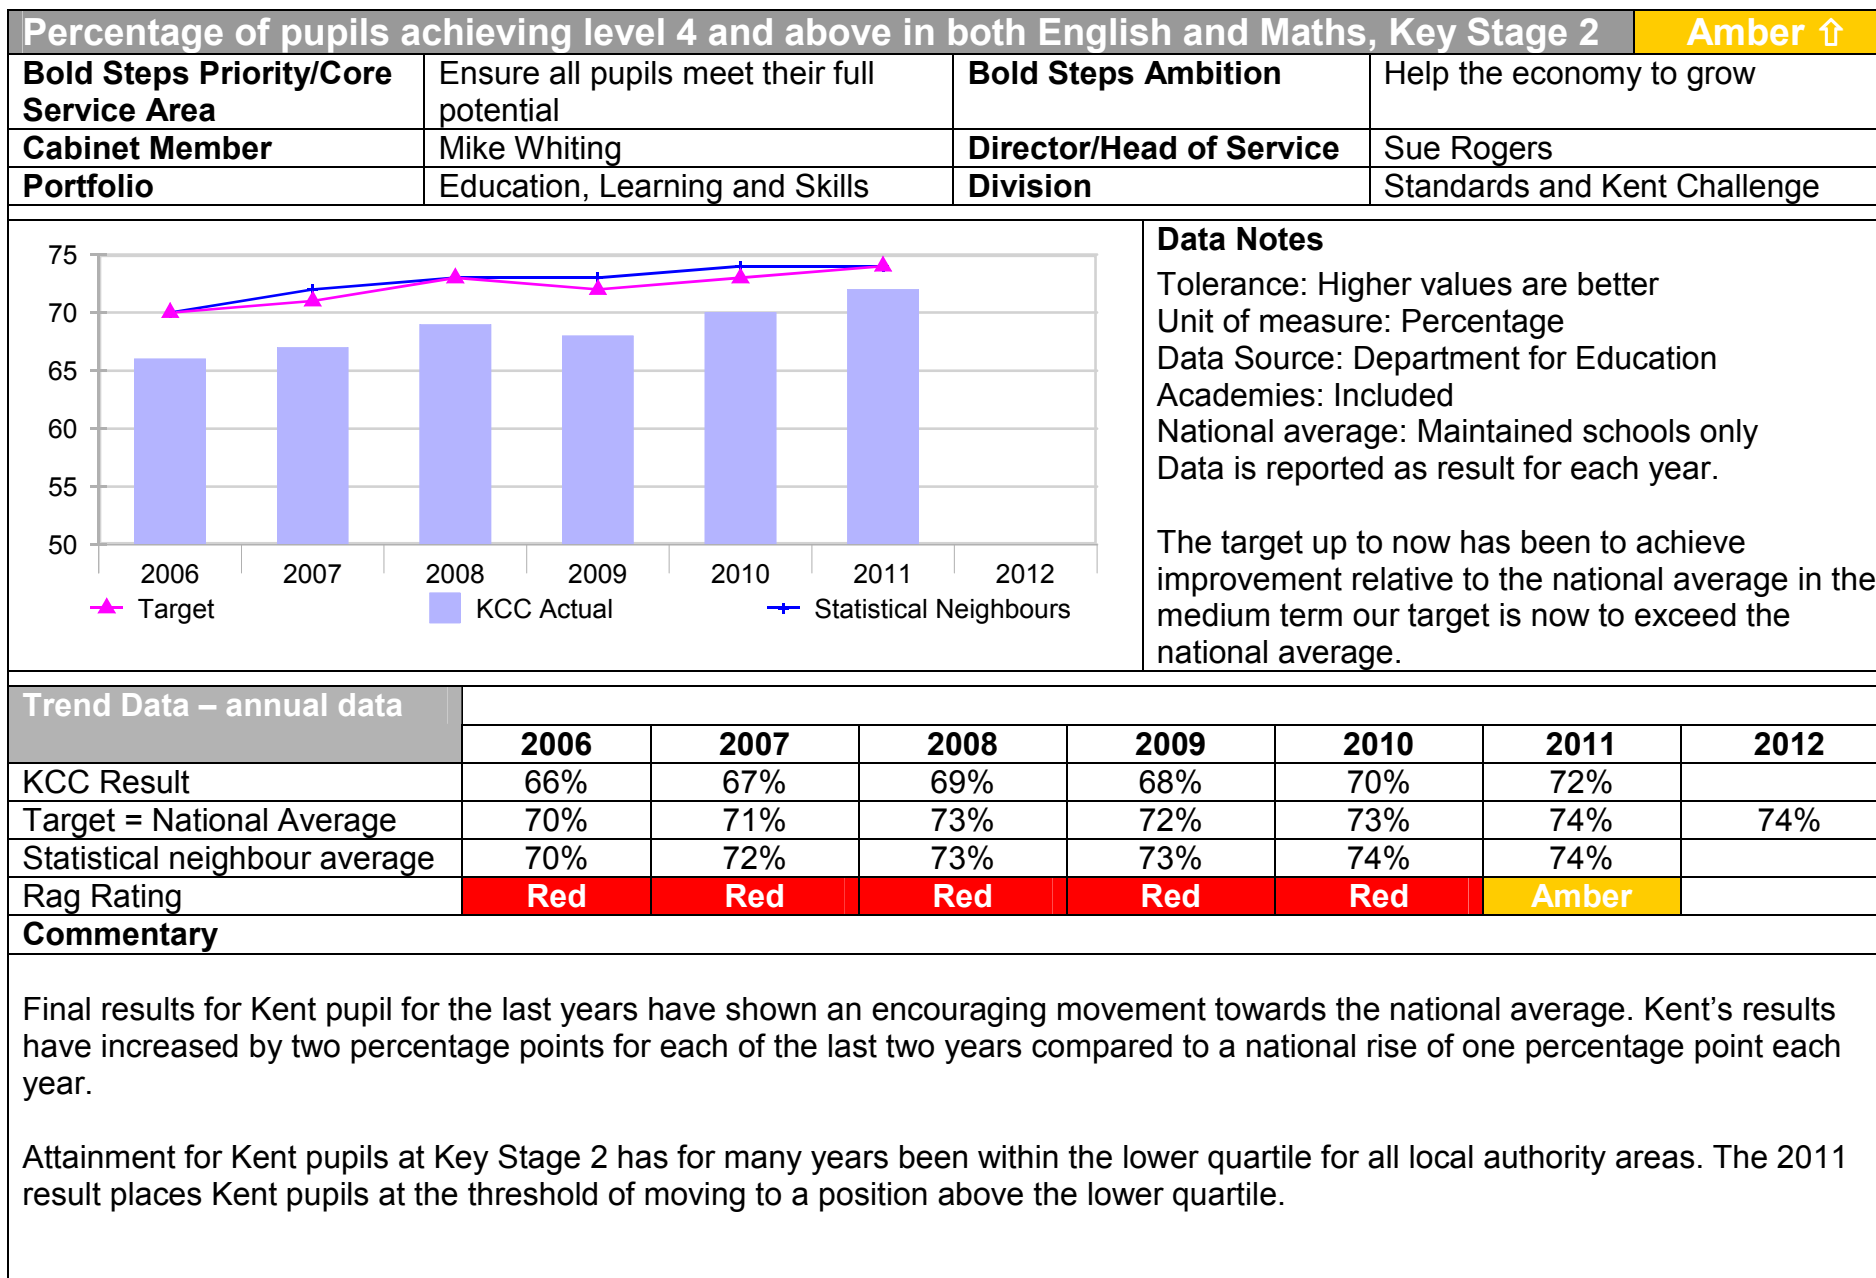 Percentage of pupils achieving level 4 and above in both English and Maths, Key Stage 2 Amber ⇧
Bold Steps Priority/Core Service Area Ensure all pupils meet their full potential Bold Steps Ambition Help the economy to grow
Cabinet Member Mike Whiting Director/Head of Service Sue Rogers
Portfolio Education, Learning and Skills Division Standards and Kent Challenge
75
70
65
60
55
50
2006 2007 2008 2009 2010 2011 2012
Target KCC Actual Statistical Neighbours
Data Notes
Tolerance: Higher values are better
Unit of measure: Percentage
Data Source: Department for Education
Academies: Included
National average: Maintained schools only
Data is reported as result for each year.
The target up to now has been to achieve
improvement relative to the national average in the
medium term our target is now to exceed the
national average.
Trend Data – annual data
2006 2007 2008 2009 2010 2011 2012
KCC Result 66% 67% 69% 68% 70% 72%
Target = National Average 70% 71% 73% 72% 73% 74% 74%
Statistical neighbour average 70% 72% 73% 73% 74% 74%
Rag Rating Red Red Red Red Red Amber
Commentary
Final results for Kent pupil for the last years have shown an encouraging movement towards the national average. Kent’s results
have increased by two percentage points for each of the last two years compared to a national rise of one percentage point each
year.
Attainment for Kent pupils at Key Stage 2 has for many years been within the lower quartile for all local authority areas. The 2011
result places Kent pupils at the threshold of moving to a position above the lower quartile.